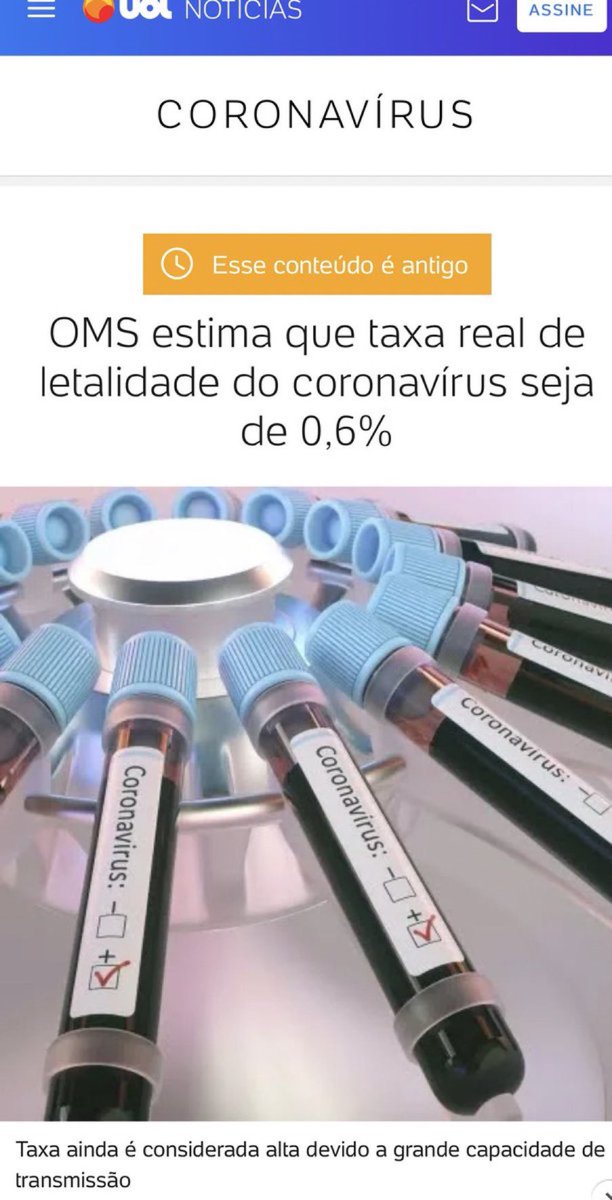 uol NOTÍCIAS
ASSINE
CORONAVÍRUS
Esse conteúdo é antigo
OMS estima que taxa real de
letalidade do coronavírus seja
de 0,6%
Coronavirus: - +
Coronavirus: - +
Coronavirus: -
Taxa ainda é considerada alta devido a grande capacidade de
transmissão